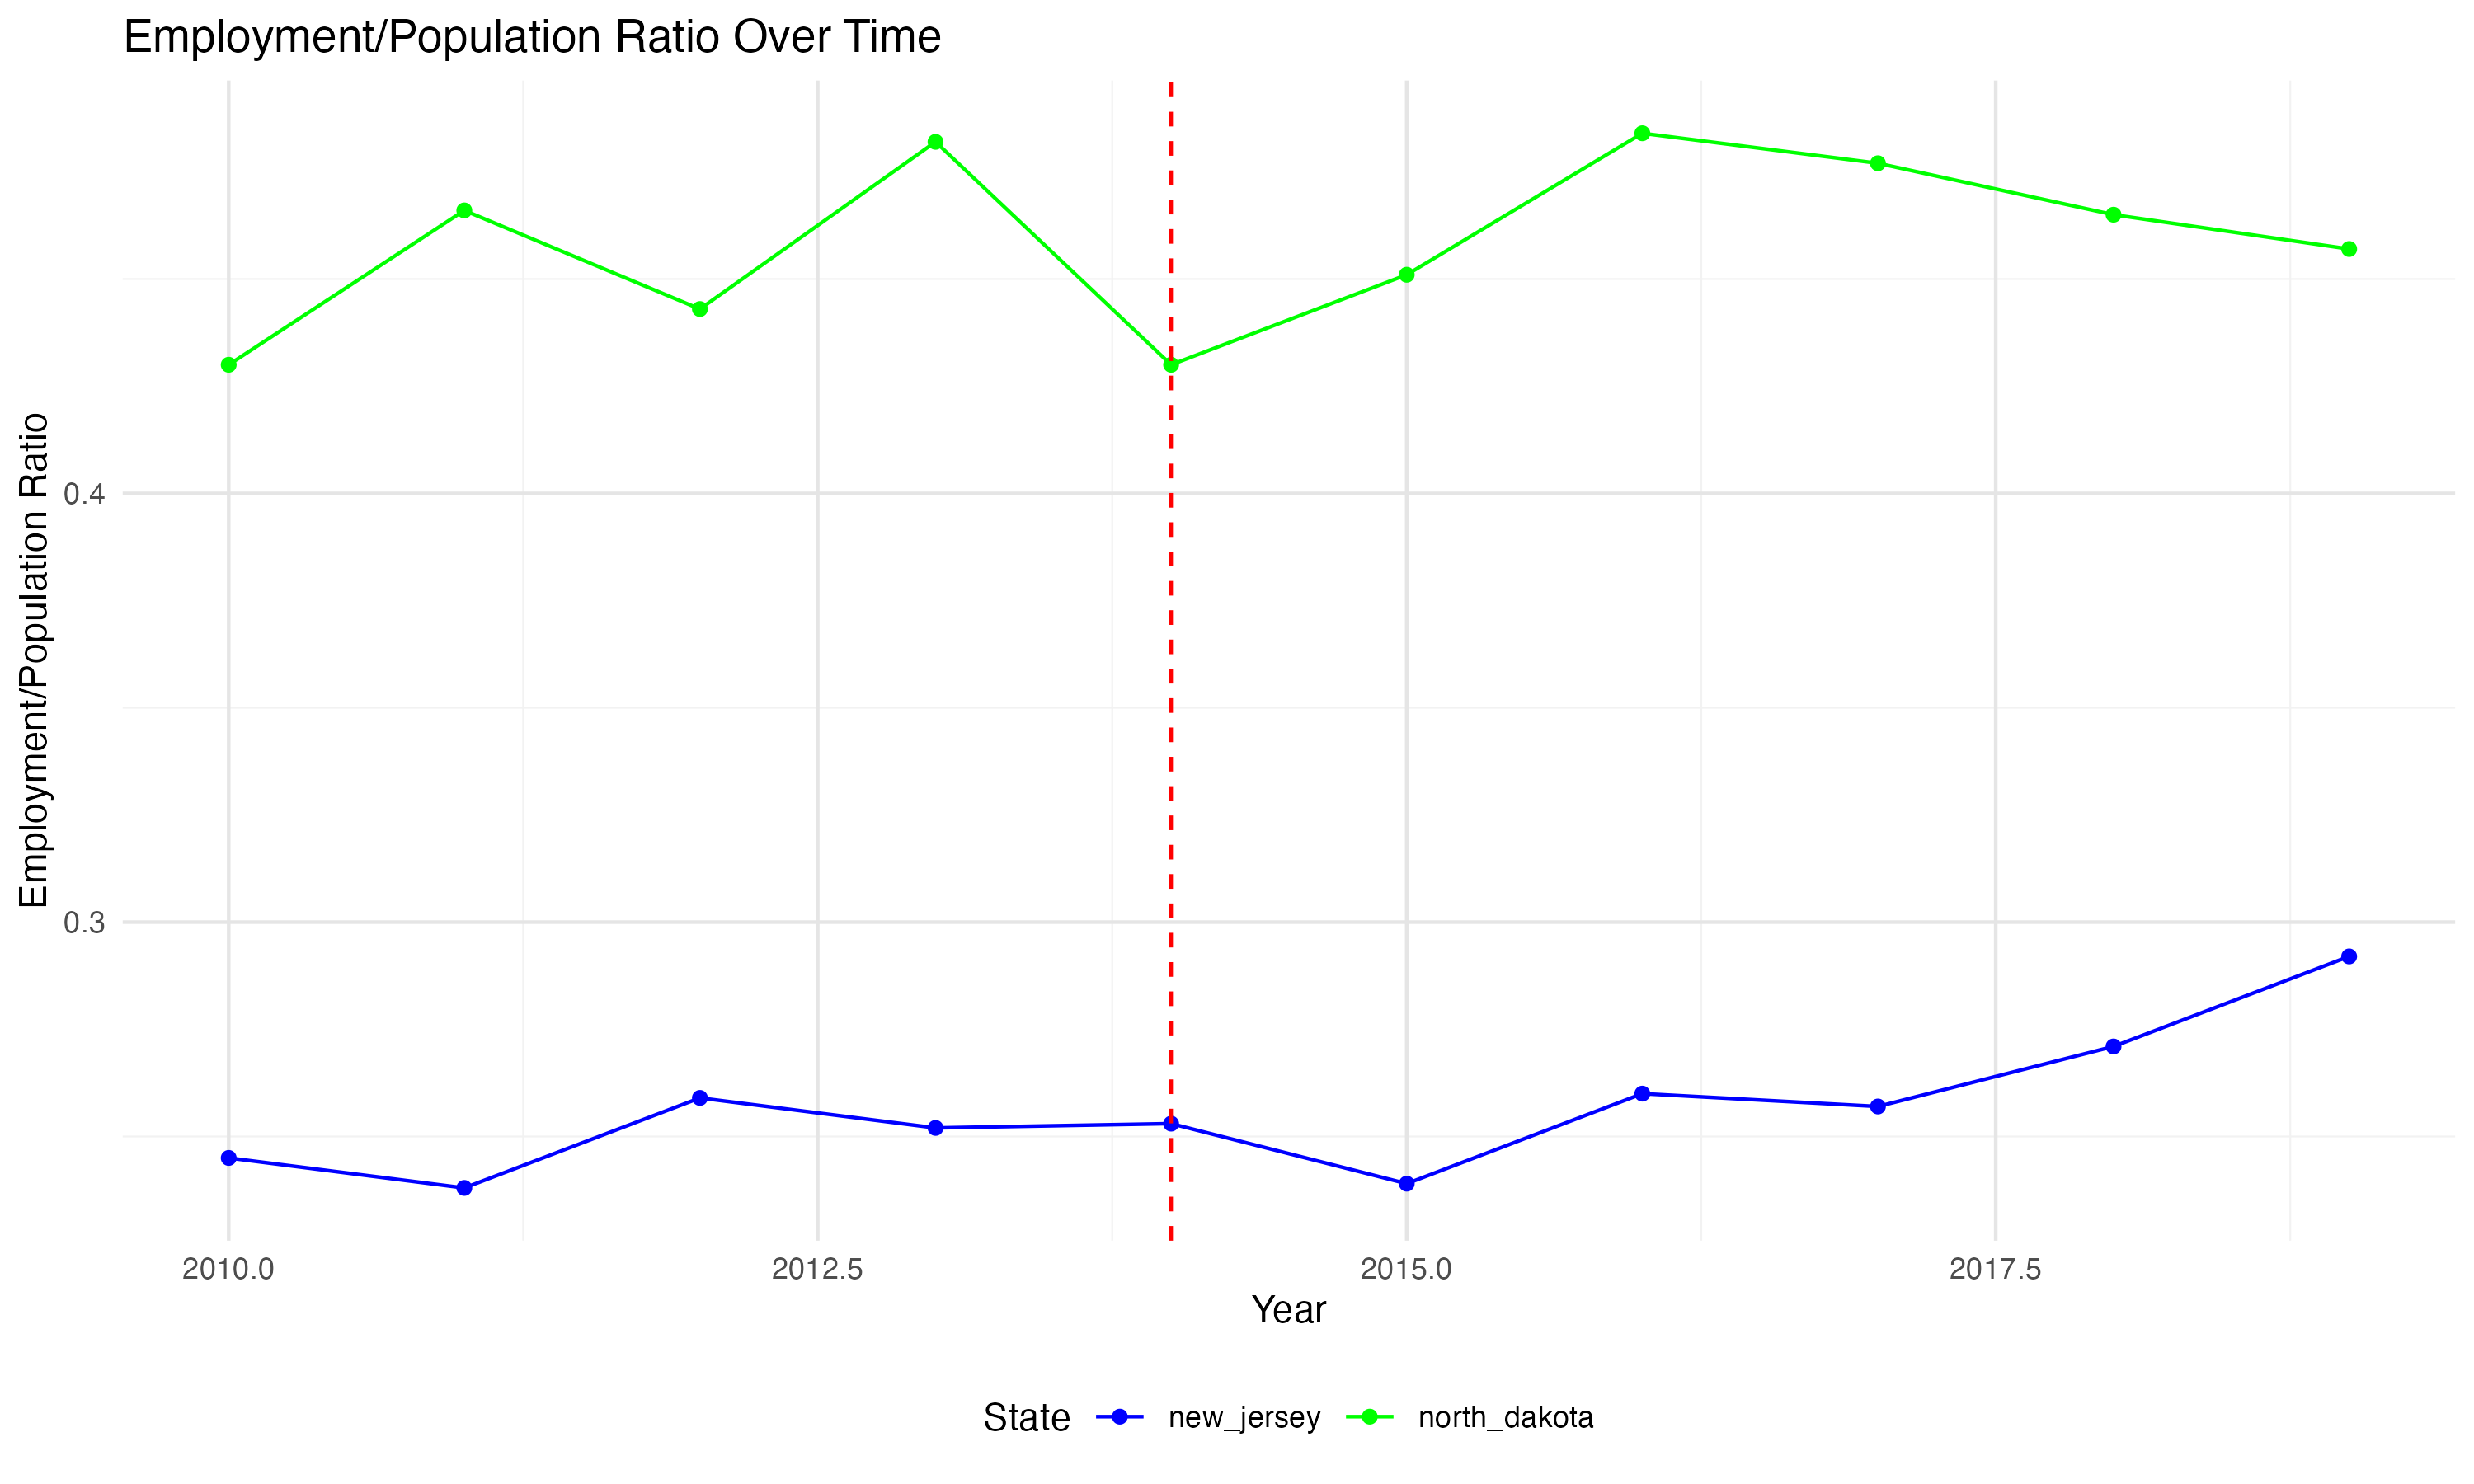 Employment/Population Ratio Over Time
Employment/Population Ratio
0.4
0.3
2010.0 2012.5 2015.0 2017.5
Year
State new_jersey north_dakota